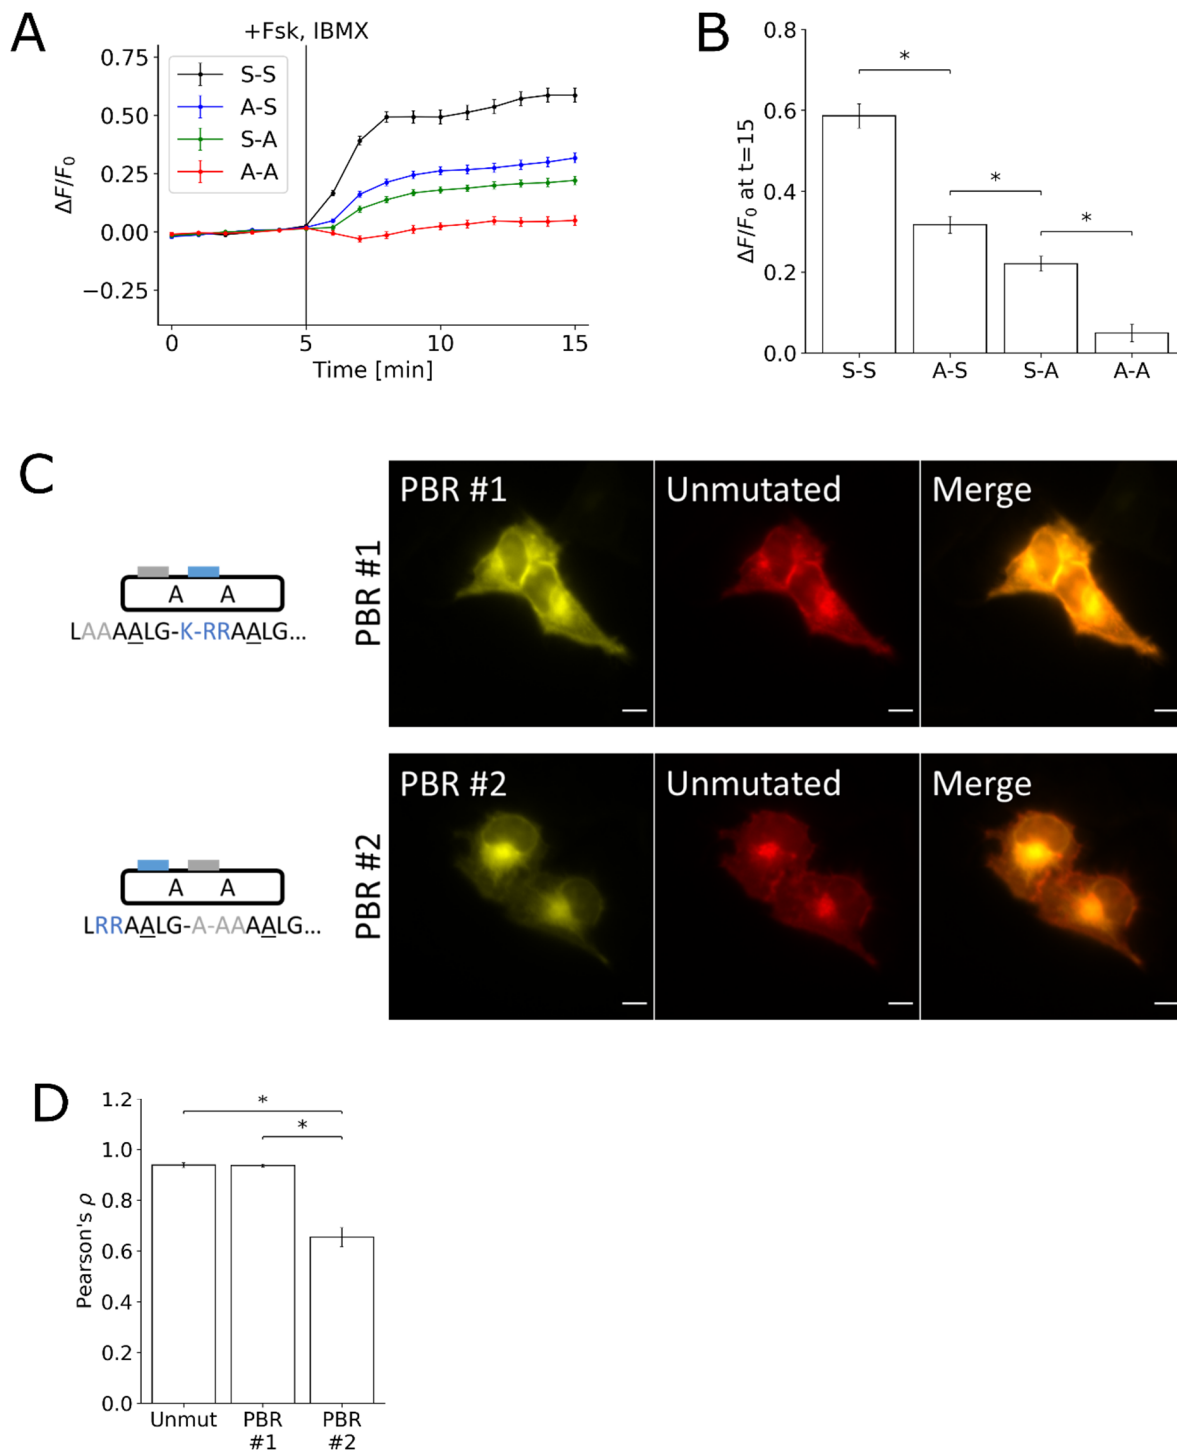 A
+Fsk, IBMX
0.75
0.50
0.25
0.00
−0.25
ΔF/F₀
S-S
A-S
S-A
A-A
0 5 10 15
Time [min]
B
0.8
0.6
0.4
0.2
0.0
ΔF/F₀ at t=15
*
*
*
S-S A-S S-A A-A
C
A A
LAAAALG-K-RRAALG...
PBR #1
PBR #1
Unmutated
Merge
A A
LRRAALG-A-AAAALG...
PBR #2
PBR #2
Unmutated
Merge
D
1.2
1.0
0.8
0.6
0.4
0.2
0.0
Pearson's ρ
*
*
Unmut PBR PBR
#1 #2